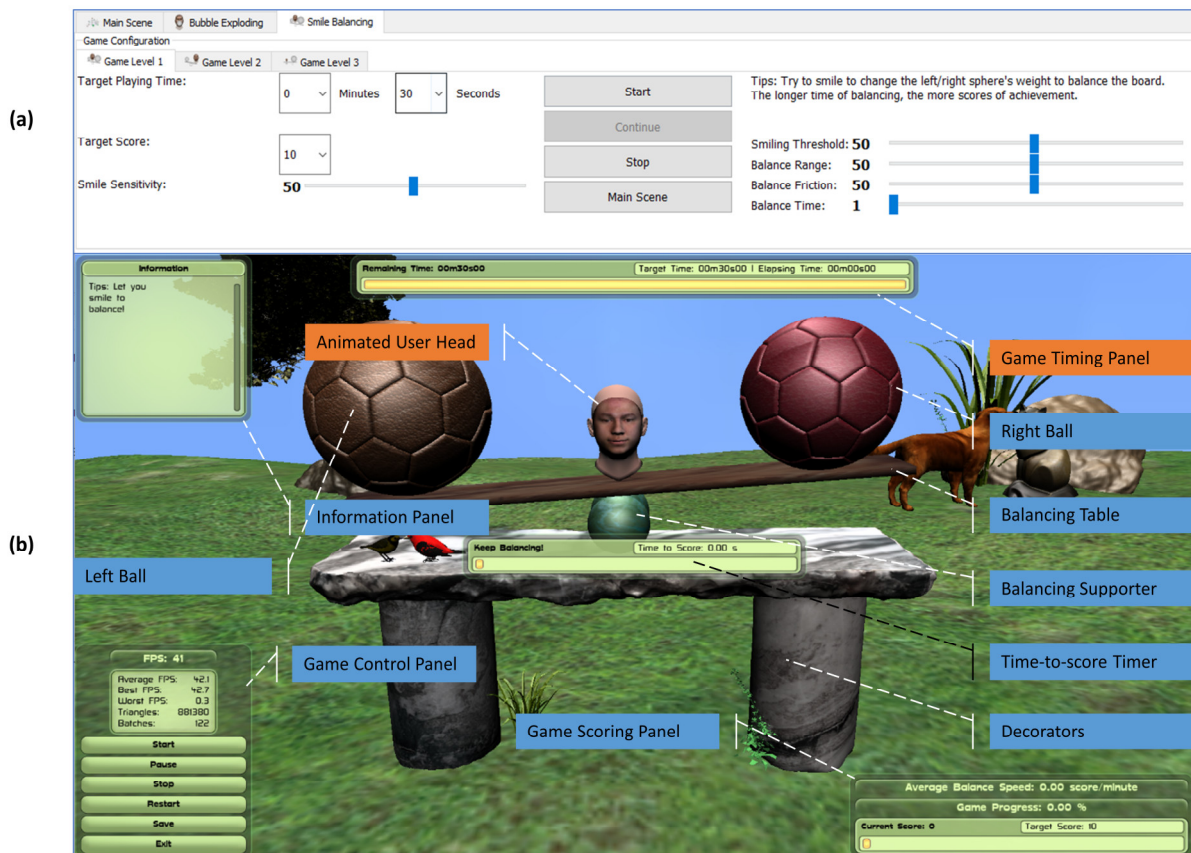 (a)
Main Scene
Bubble Exploding
Smile Balancing
Game Configuration
Game Level 1
Game Level 2
Game Level 3
Target Playing Time:
0
Minutes
30
Seconds
Target Score:
10
Smile Sensitivity:
50
Start
Continue
Stop
Main Scene
Tips: Try to smile to change the left/right sphere's weight to balance the board.
The longer time of balancing, the more scores of achievement.
Smiling Threshold: 50
Balance Range: 50
Balance Friction: 50
Balance Time: 1
(b)
Information
Tips: Let you
smile to
balance!
Remaining Time: 00m30s00
Target Time: 00m30s00 | Elapsing Time: 00m00s00
Animated User Head
Game Timing Panel
Right Ball
Information Panel
Balancing Table
Keep Balancing!
Time to Score: 0.00 s
Left Ball
Balancing Supporter
Game Control Panel
Time-to-score Timer
Game Scoring Panel
Decorators
FPS: 41
Average FPS: 42.1
Best FPS: 42.7
Worst FPS: 0.3
Triangles: 881380
Batches: 122
Start
Pause
Stop
Restart
Save
Exit
Average Balance Speed: 0.00 score/minute
Game Progress: 0.00 %
Current Score: 0
Target Score: 10